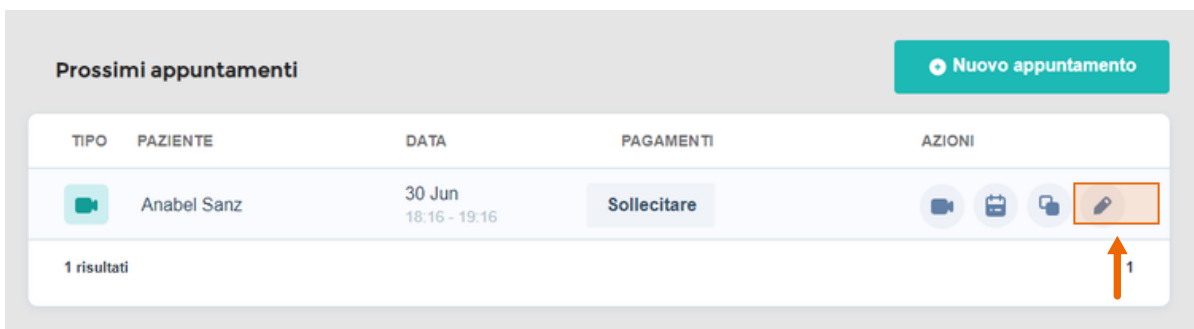 Prossimi appuntamenti
Nuovo appuntamento
TIPO PAZIENTE DATA PAGAMENTI AZIONI
Anabel Sanz 30 Jun Sollecitare
18:16 - 19:16
1 risultati 1